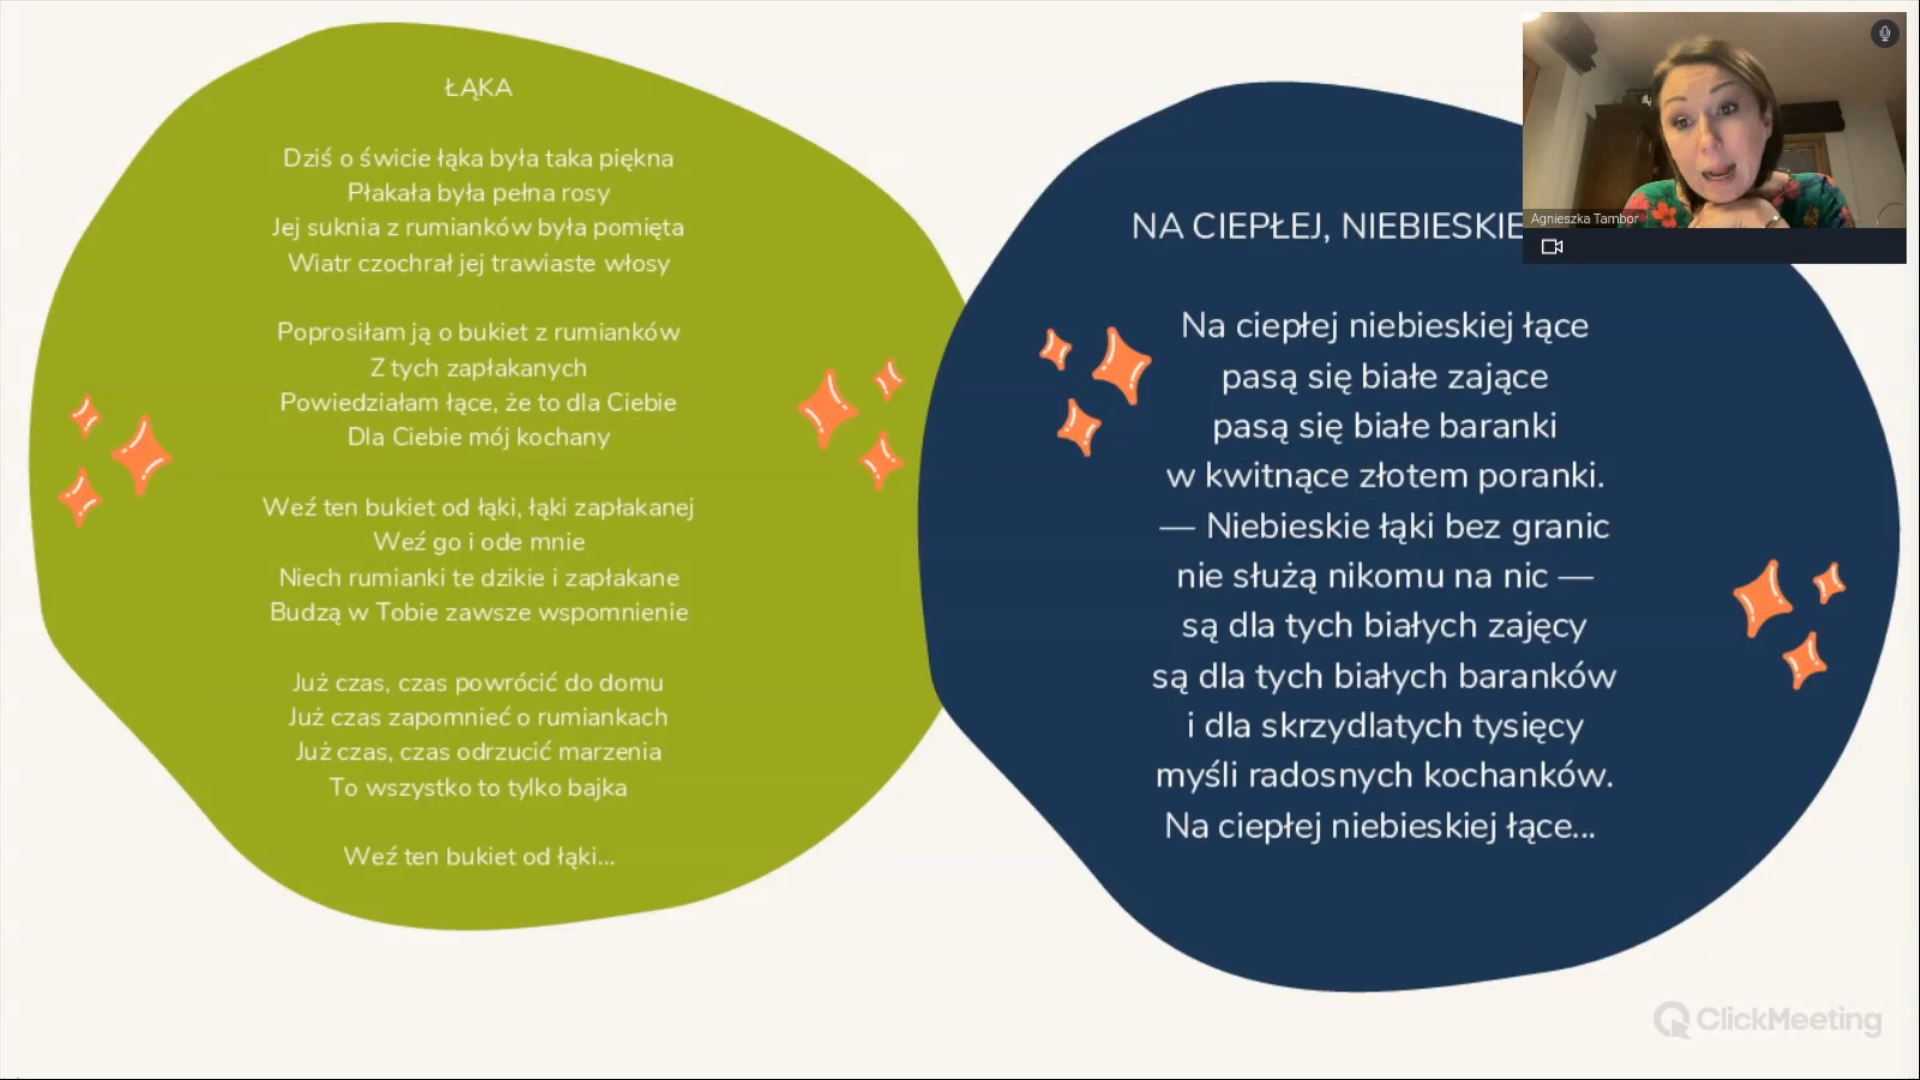 ŁĄKA
Dziś o świcie łąka była taka piękna
Płakała była pełna rosy
Jej suknia z rumianków była pomięta
Wiatr czochrał jej trawiaste włosy
Poprosiłam ją o bukiet z rumianków
Z tych zapłakanych
Powiedziałam łące, że to dla Ciebie
Dla Ciebie mój kochany
Weź ten bukiet od łąki, łąki zapłakanej
Weź go i ode mnie
Niech rumianki te dzikie i zapłakane
Budzą w Tobie zawsze wspomnienie
Już czas, czas powrócić do domu
Już czas zapomnieć o rumiankach
Już czas, czas odrzucić marzenia
To wszystko to tylko bajka
Weź ten bukiet od łąki...
NA CIEPŁEJ, NIEBIESKIE
Na ciepłej niebieskiej łące
pasą się białe zające
pasą się białe baranki
w kwitnące złotem poranki.
— Niebieskie łąki bez granic
nie służą nikomu na nic —
są dla tych białych zajęcy
są dla tych białych baranków
i dla skrzydlatych tysięcy
myśli radosnych kochanków.
Na ciepłej niebieskiej łące...
Agnieszka Tambor
ClickMeeting